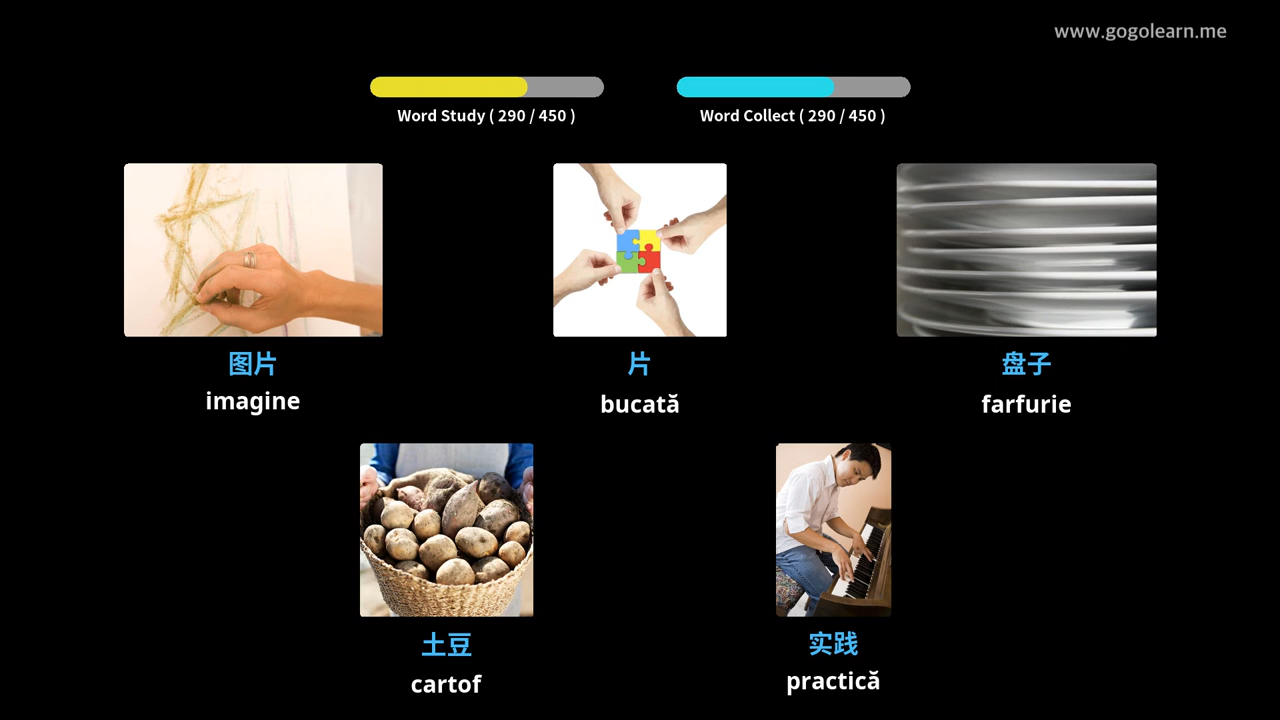 www.gogolearn.me
Word Study ( 290 / 450 )
Word Collect ( 290 / 450 )
图片
imagine
片
bucată
盘子
farfurie
土豆
cartof
实践
practică